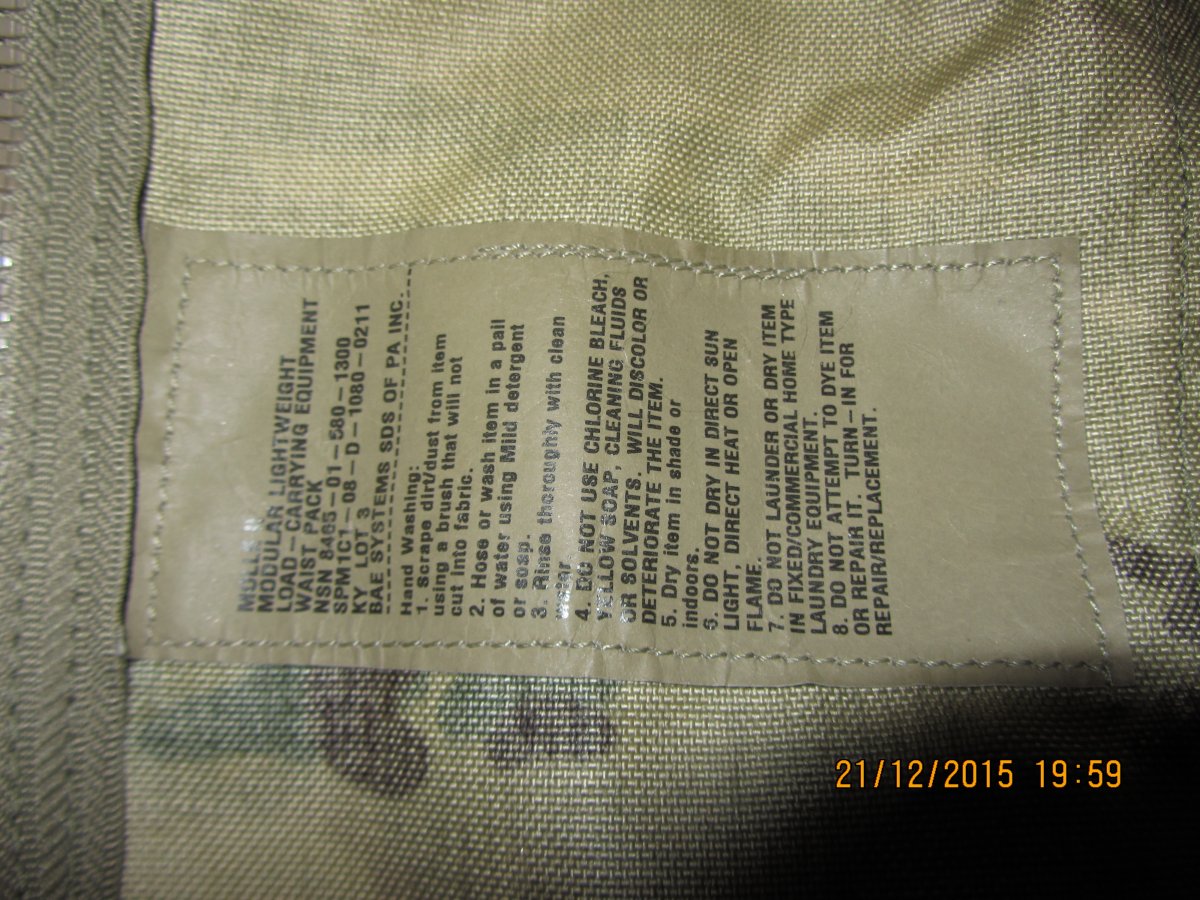 MOLLE II
MODULAR LIGHTWEIGHT
LOAD-CARRYING EQUIPMENT
WAIST PACK
NSN 8465-01-580-1300
SPM1C1-08-D-1080-0211
KY LOT 3
BAE SYSTEMS SDS OF PA INC.
Hand Washing:
1. Scrape dirt/dust from item
using a brush that will not
cut into fabric.
2. Hose or wash item in a pail
of water using Mild detergent
or soap.
3. Rinse thoroughly with clean
water.
4. DO NOT USE CHLORINE BLEACH,
YELLOW SOAP, CLEANING FLUIDS
OR SOLVENTS. WILL DISCOLOR OR
DETERIORATE THE ITEM.
5. Dry item in shade or
indoors.
6. DO NOT DRY IN DIRECT SUN
LIGHT, DIRECT HEAT OR OPEN
FLAME.
7. DO NOT LAUNDER OR DRY ITEM
IN FIXED/COMMERCIAL HOME TYPE
LAUNDRY EQUIPMENT.
8. DO NOT ATTEMPT TO DYE ITEM
OR REPAIR IT. TURN-IN FOR
REPAIR/REPLACEMENT.
21/12/2015 19:59